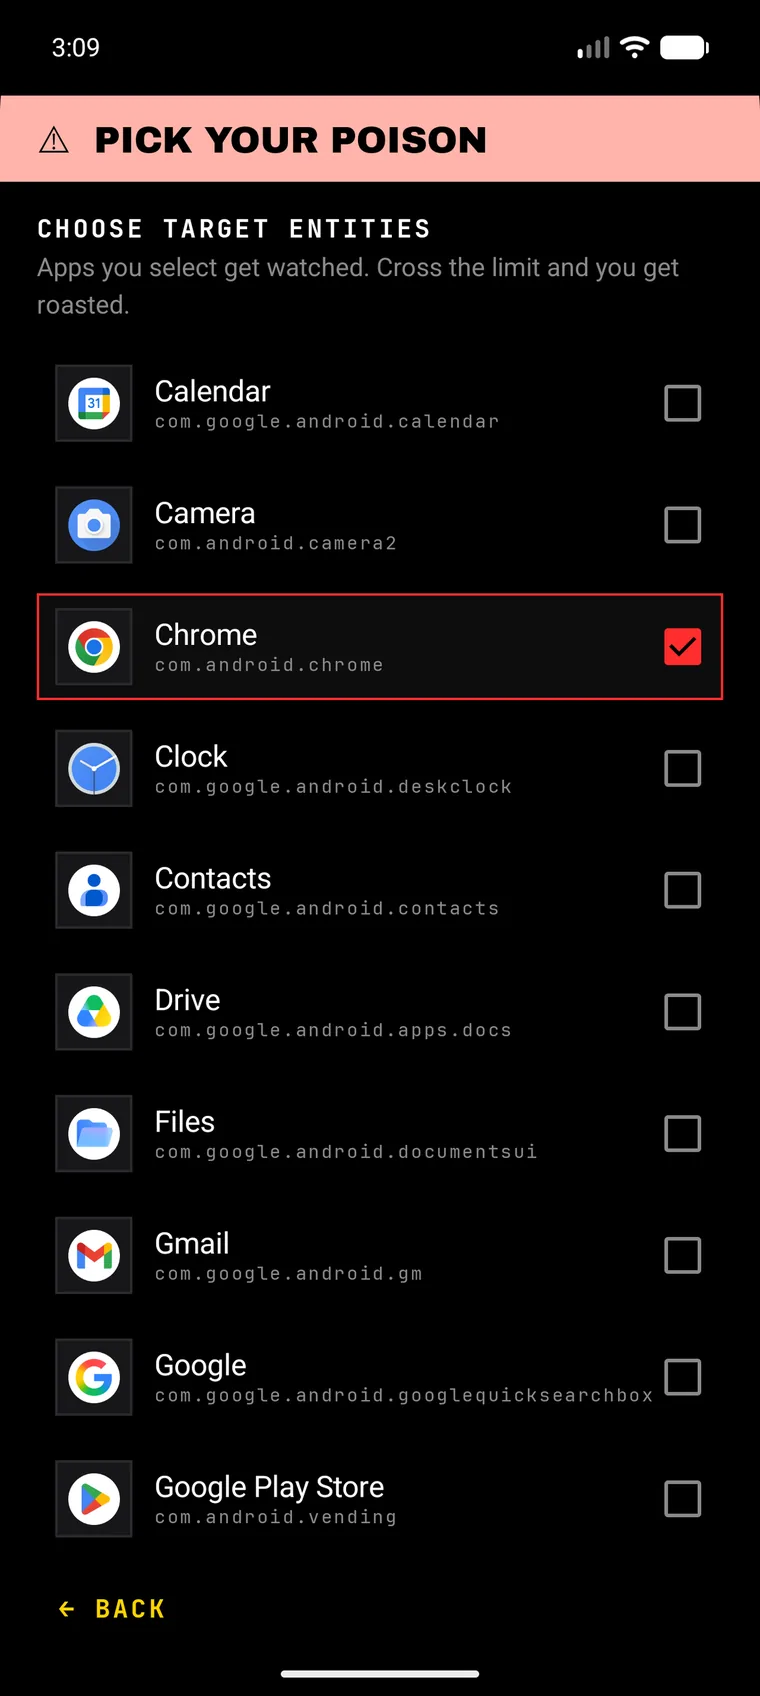 3:09
⚠ PICK YOUR POISON
CHOOSE TARGET ENTITIES
Apps you select get watched. Cross the limit and you get
roasted.
31
Calendar
com.google.android.calendar
Camera
com.android.camera2
Chrome
com.android.chrome
Clock
com.google.android.deskclock
Contacts
com.google.android.contacts
Drive
com.google.android.apps.docs
Files
com.google.android.documentsui
Gmail
com.google.android.gm
Google
com.google.android.googlequicksearchbox
Google Play Store
com.android.vending
← BACK